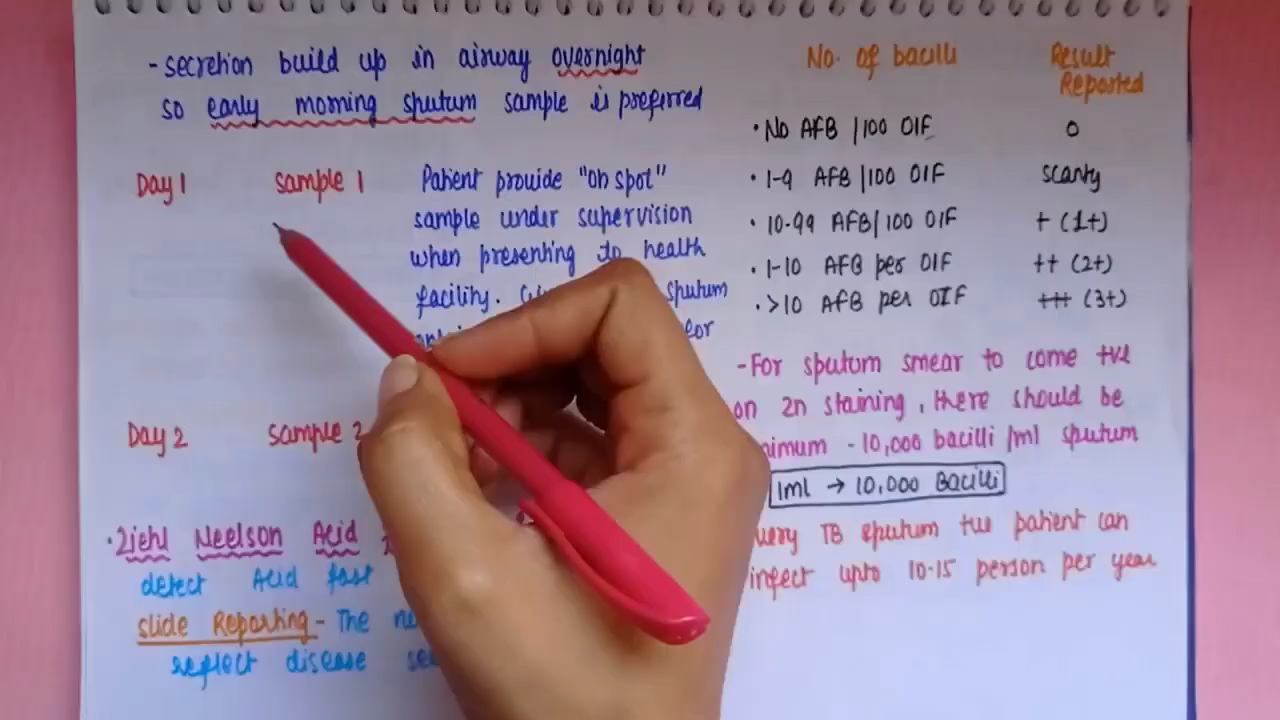 - secretion build up in airway overnight
so early morning sputum sample is preferred
Day 1 sample 1 Patient provide "on spot"
sample under supervision
when presenting to health
facility. sputum
Day 2 sample 2
· Ziehl Neelson Acid
detect Acid fast
slide Reporting - The
reflect disease
No. of bacilli Result
Reported
· No AFB /100 OIF 0
· 1-9 AFB /100 OIF scanty
· 10-99 AFB/100 OIF + (1+)
· 1-10 AFB per OIF ++ (2+)
· >10 AFB per OIF +++ (3+)
- For sputum smear to come +ve
on Zn staining, there should be
- 10,000 bacilli /ml sputum
1ml → 10,000 Bacilli
TB sputum +ve patient can
infect upto 10-15 person per year